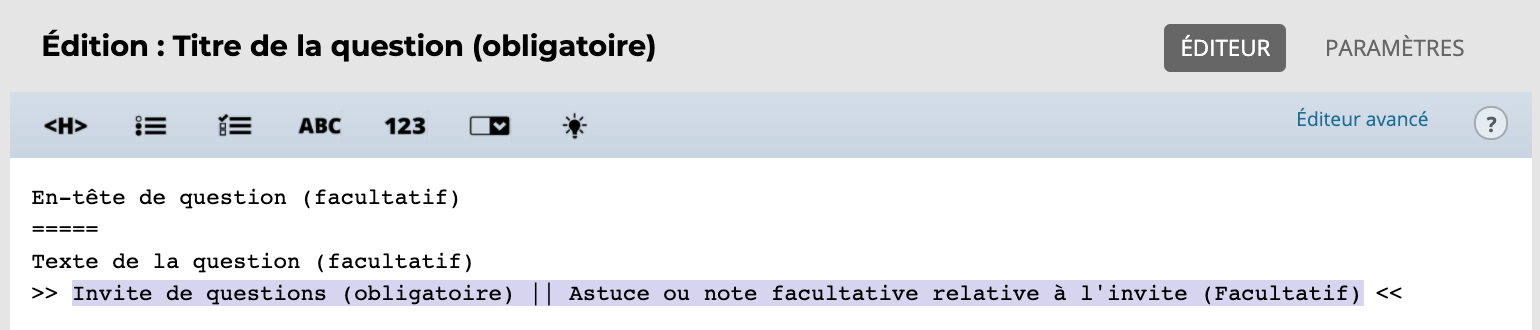 Édition : Titre de la question (obligatoire)
ÉDITEUR
PARAMÈTRES
<H>
ABC
123
Éditeur avancé
?
En-tête de question (facultatif)
=====
Texte de la question (facultatif)
>> Invite de questions (obligatoire) || Astuce ou note facultative relative à l'invite (Facultatif) <<